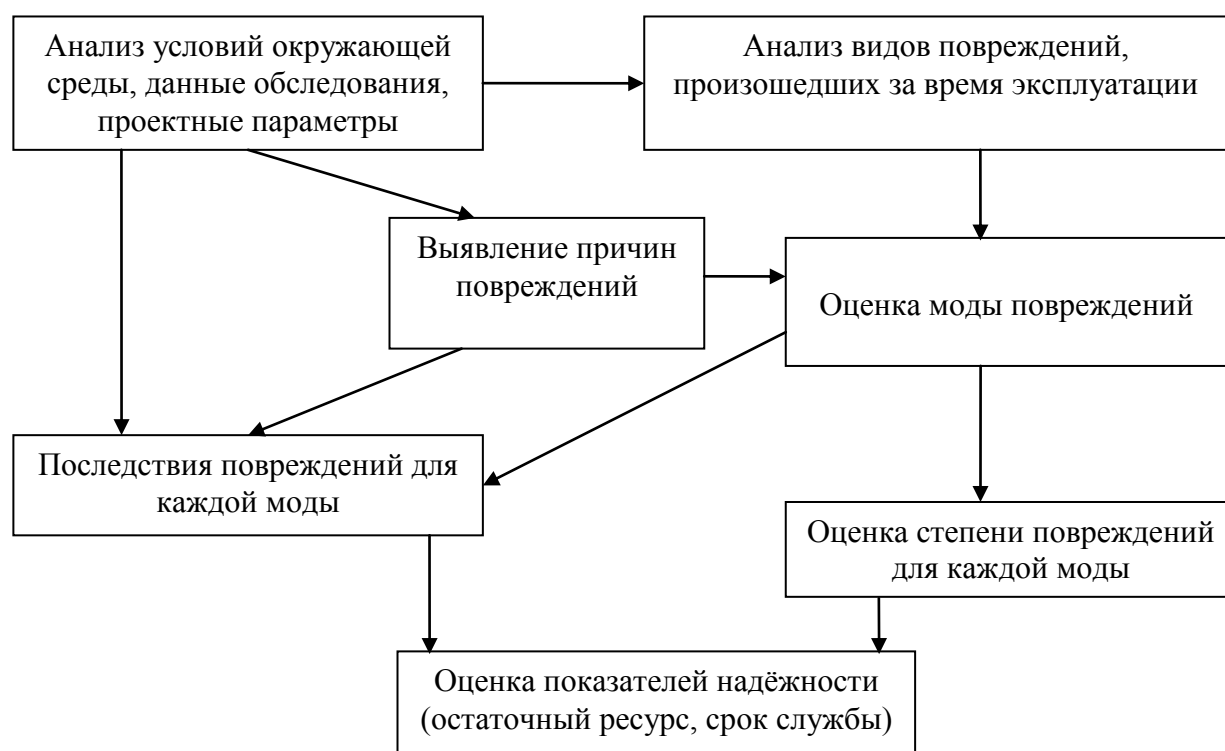 Анализ условий окружающей
среды, данные обследования,
проектные параметры
Анализ видов повреждений,
произошедших за время эксплуатации
Выявление причин
повреждений
Оценка моды повреждений
Последствия повреждений для
каждой моды
Оценка степени повреждений
для каждой моды
Оценка показателей надёжности
(остаточный ресурс, срок службы)